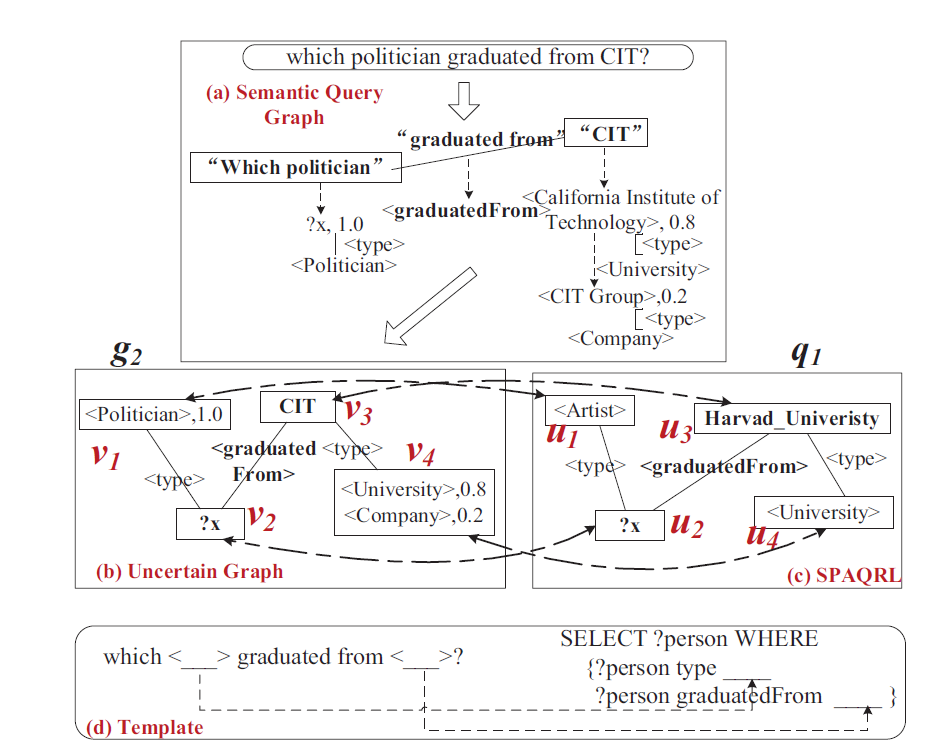 which politician graduated from CIT?
(a) Semantic Query
Graph
“graduated from”
“CIT”
“Which politician”
<graduatedFrom>
<California Institute of
Technology>, 0.8
?x, 1.0
<type>
<Politician>
<type>
<University>
<CIT Group>,0.2
<type>
<Company>
g2
q1
<Politician>,1.0
CIT
v3
v1
<graduated
From>
<type>
v4
<type>
<University>,0.8
<Company>,0.2
?x
v2
(b) Uncertain Graph
<Artist>
u1
u3
Harvad_Univeristy
<type>
<graduatedFrom>
<type>
?x
u2
<University>
u4
(c) SPAQRL
which <___> graduated from <___>?
SELECT ?person WHERE
{?person type ____
?person graduatedFrom ____ }
(d) Template